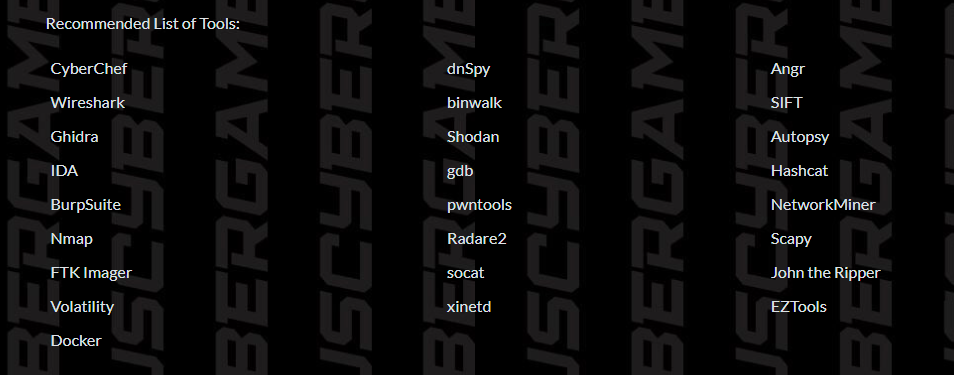 Recommended List of Tools:
CyberChef
Wireshark
Ghidra
IDA
BurpSuite
Nmap
FTK Imager
Volatility
Docker
dnSpy
binwalk
Shodan
gdb
pwntools
Radare2
socat
xinetd
Angr
SIFT
Autopsy
Hashcat
NetworkMiner
Scapy
John the Ripper
EZTools